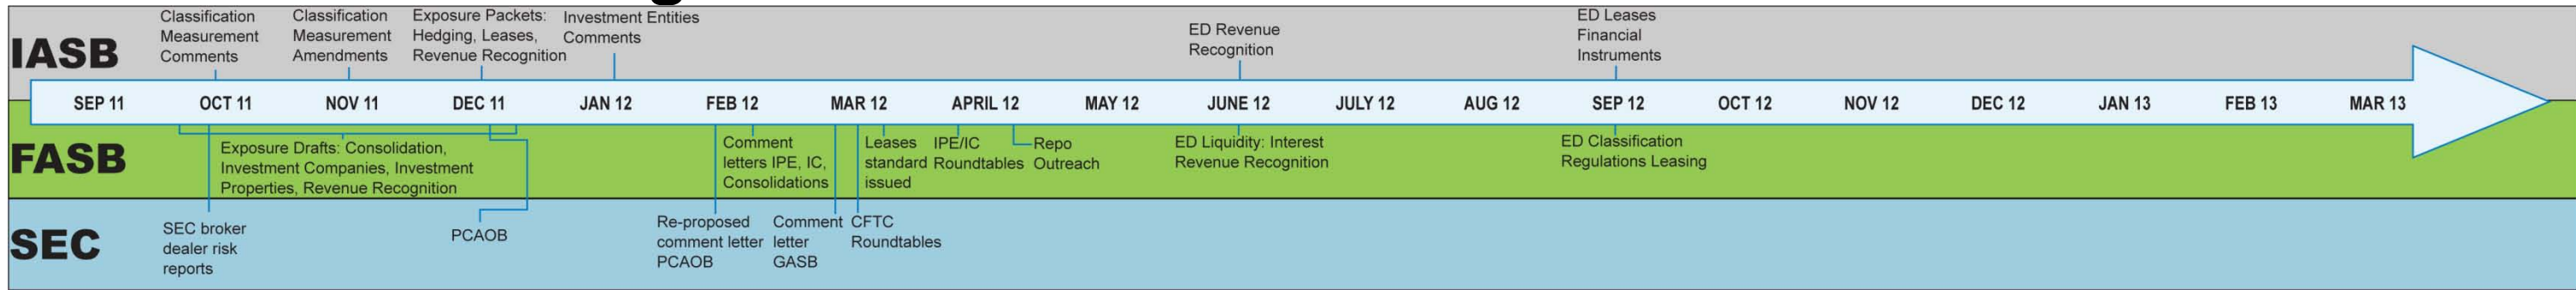 IASB
Classification
Measurement
Comments
Classification
Measurement
Amendments
Exposure Packets:
Hedging, Leases,
Revenue Recognition
Investment Entities
Comments
ED Revenue
Recognition
ED Leases
Financial
Instruments
SEP 11 OCT 11 NOV 11 DEC 11 JAN 12 FEB 12 MAR 12 APRIL 12 MAY 12 JUNE 12 JULY 12 AUG 12 SEP 12 OCT 12 NOV 12 DEC 12 JAN 13 FEB 13 MAR 13
FASB
Exposure Drafts: Consolidation,
Investment Companies, Investment
Properties, Revenue Recognition
Comment
letters IPE, IC,
Consolidations
Leases
standard
issued
IPE/IC
Roundtables
Repo
Outreach
ED Liquidity: Interest
Revenue Recognition
ED Classification
Regulations Leasing
SEC
SEC broker
dealer risk
reports
PCAOB
Re-proposed
comment letter
PCAOB
Comment
letter
GASB
CFTC
Roundtables